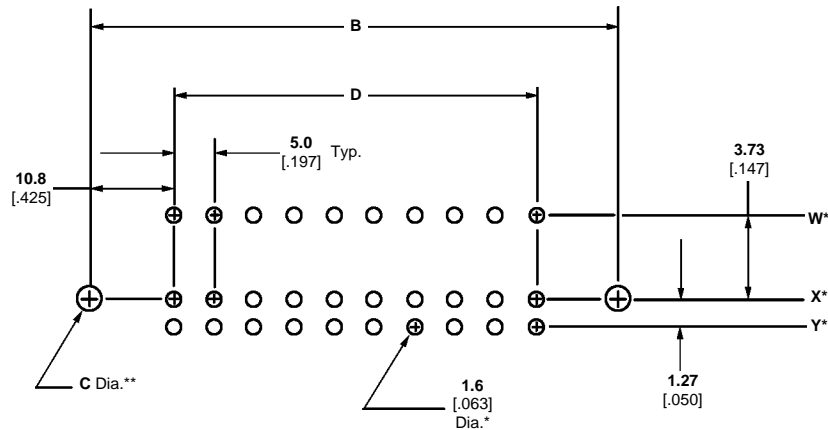 B
D
5.0
[.197]
Typ.
3.73
[.147]
10.8
[.425]
W*
X*
Y*
C Dia.**
1.6
[.063]
Dia.*
1.27
[.050]